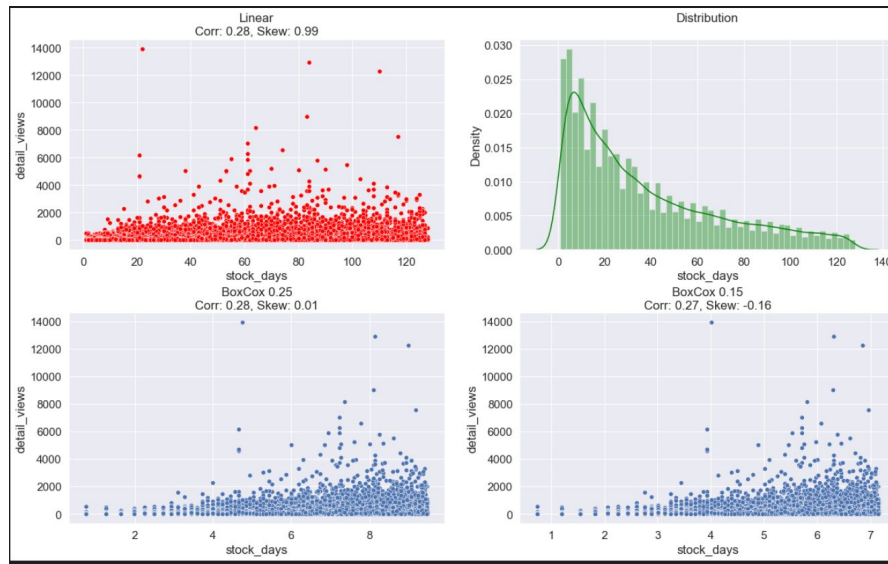 Linear
Corr: 0.28, Skew: 0.99
14000
12000
10000
8000
6000
4000
2000
0
detail_views
0 20 40 60 80 100 120
stock_days
Distribution
0.030
0.025
0.020
0.015
0.010
0.005
0.000
Density
0 20 40 60 80 100 120 140
stock_days
BoxCox 0.25
Corr: 0.28, Skew: 0.01
14000
12000
10000
8000
6000
4000
2000
0
detail_views
2 4 6 8
stock_days
BoxCox 0.15
Corr: 0.27, Skew: -0.16
14000
12000
10000
8000
6000
4000
2000
0
detail_views
1 2 3 4 5 6 7
stock_days